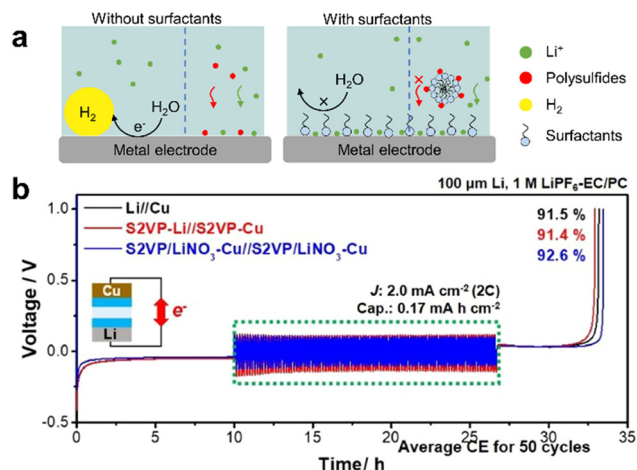 a
Without surfactants
With surfactants
H₂O
H₂
e⁻
Metal electrode
H₂O
Metal electrode
Li⁺
Polysulfides
H₂
Surfactants
b
100 μm Li, 1 M LiPF₆-EC/PC
Li//Cu
S2VP-Li//S2VP-Cu
S2VP/LiNO₃-Cu//S2VP/LiNO₃-Cu
91.5 %
91.4 %
92.6 %
J: 2.0 mA cm⁻² (2C)
Cap.: 0.17 mA h cm⁻²
Cu
e⁻
Li
Voltage / V
1.0
0.5
0.0
-0.5
0 5 10 15 20 25 30 35
Average CE for 50 cycles
Time/ h